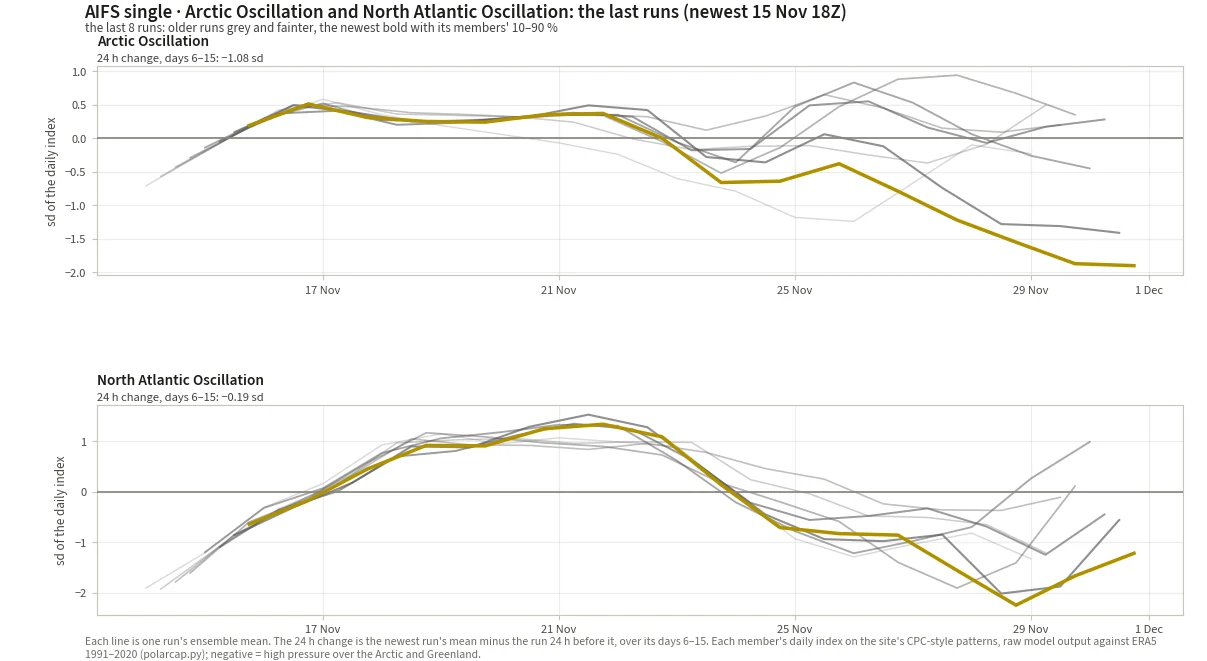 AIFS single · Arctic Oscillation and North Atlantic Oscillation: the last runs (newest 15 Nov 18Z)
the last 8 runs: older runs grey and fainter, the newest bold with its members' 10–90 %
Arctic Oscillation
24 h change, days 6–15: −1.08 sd
sd of the daily index
1.0
0.5
0.0
−0.5
−1.0
−1.5
−2.0
17 Nov
21 Nov
25 Nov
29 Nov
1 Dec
North Atlantic Oscillation
24 h change, days 6–15: −0.19 sd
sd of the daily index
1
0
−1
−2
17 Nov
21 Nov
25 Nov
29 Nov
1 Dec
Each line is one run's ensemble mean. The 24 h change is the newest run's mean minus the run 24 h before it, over its days 6–15. Each member's daily index on the site's CPC-style patterns, raw model output against ERA5
1991–2020 (polarcap.py); negative = high pressure over the Arctic and Greenland.